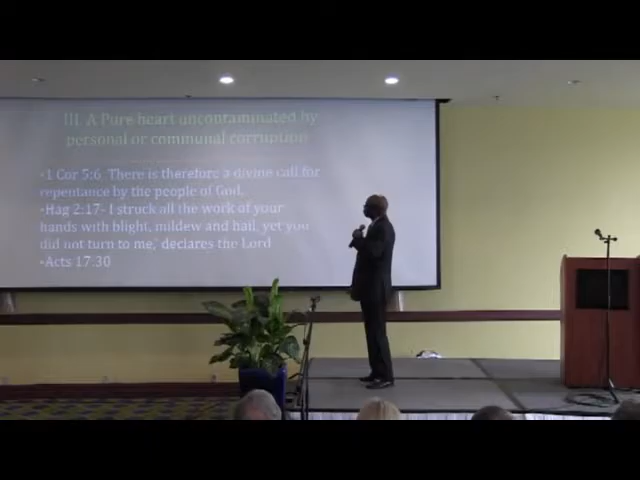 III. A Pure heart uncontaminated by
personal or communal corruption
•1 Cor 5:6 There is therefore a divine call for
repentance by the people of God.
•Hag 2:17- I struck all the work of your
hands with blight, mildew and hail, yet you
did not turn to me,' declares the Lord
•Acts 17:30